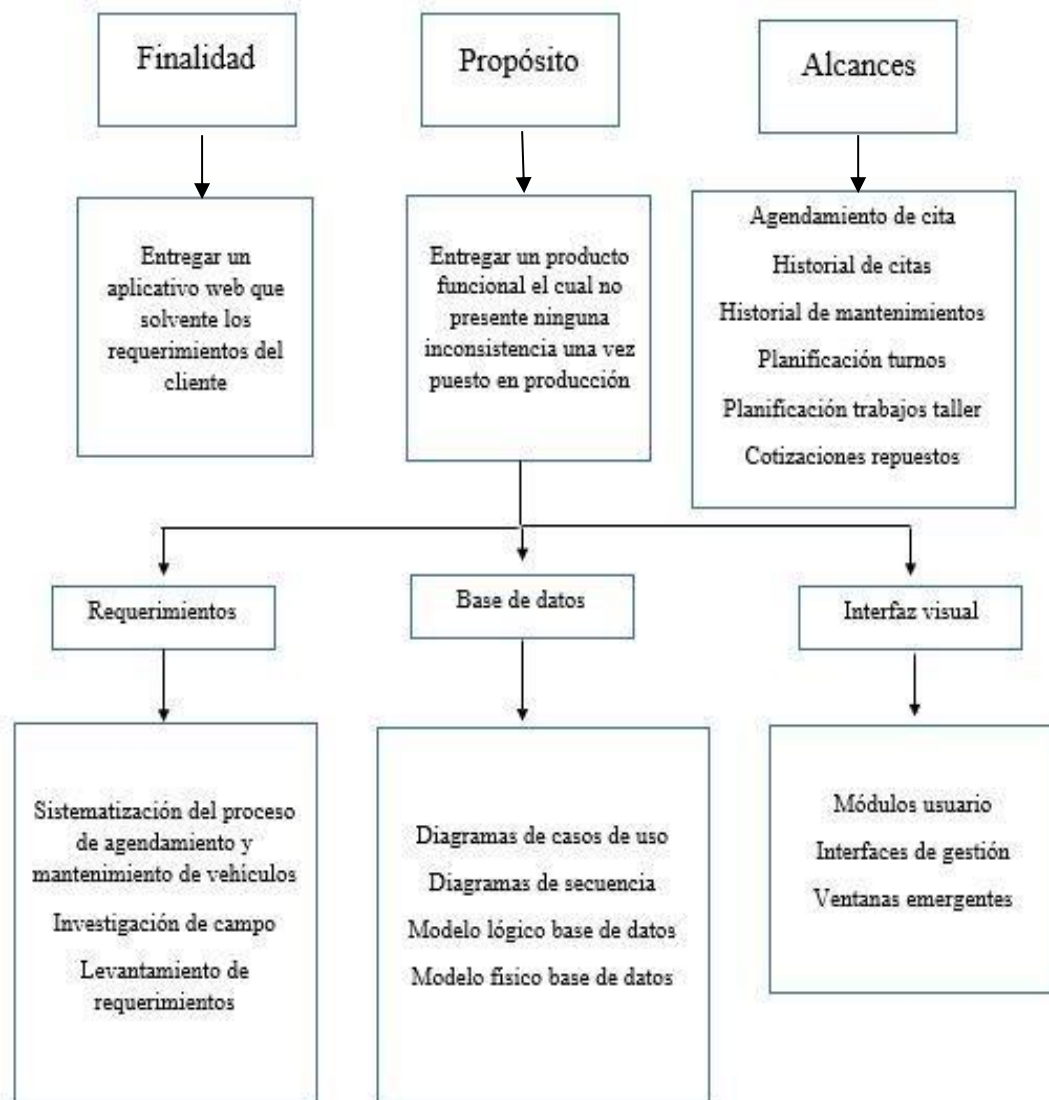 Finalidad
Propósito
Alcances
Entregar un
aplicativo web que
solvente los
requerimientos del
cliente
Entregar un producto
funcional el cual no
presente ninguna
inconsistencia una vez
puesto en producción
Agendamiento de cita
Historial de citas
Historial de mantenimientos
Planificación turnos
Planificación trabajos taller
Cotizaciones repuestos
Requerimientos
Base de datos
Interfaz visual
Sistematización del proceso
de agendamiento y
mantenimiento de vehículos
Investigación de campo
Levantamiento de
requerimientos
Diagramas de casos de uso
Diagramas de secuencia
Modelo lógico base de datos
Modelo físico base de datos
Módulos usuario
Interfaces de gestión
Ventanas emergentes